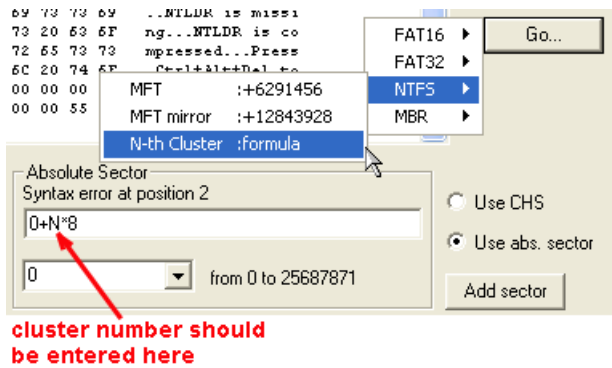 69 73 73 69 ..NTLDR is missi
73 20 63 6F ng...NTLDR is co
72 65 73 73 mpressed...Press
6C 20 74 6F Ctrl+Alt+Del to
00 00 00
00 00 55
FAT16
FAT32
NTFS
MBR
Go...
MFT :+6291456
MFT mirror :+12843928
N-th Cluster :formula
Absolute Sector
Syntax error at position 2
0+N*8
0 from 0 to 25687871
Use CHS
Use abs. sector
Add sector
cluster number should
be entered here